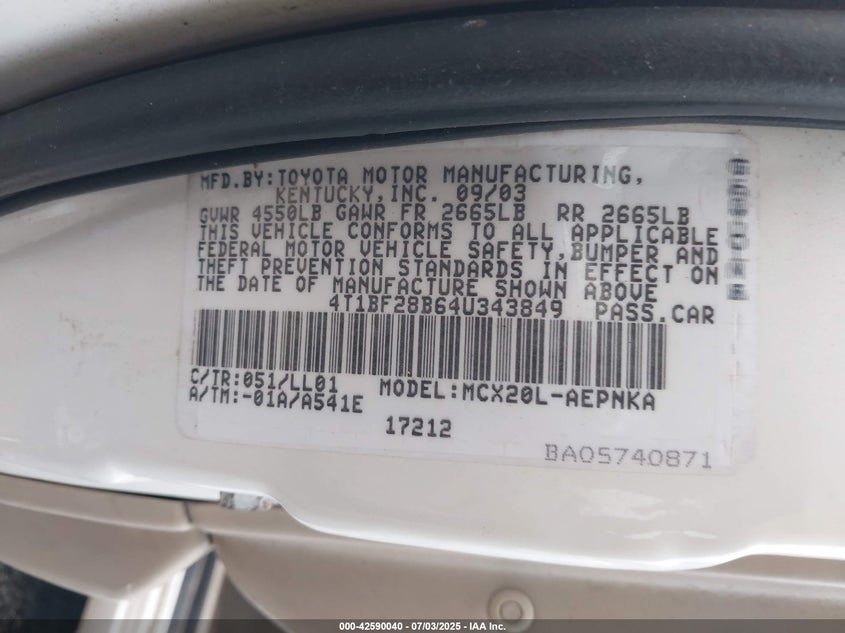 MFD.BY:TOYOTA MOTOR MANUFACTURING,
KENTUCKY,INC. 09/03
GVWR 4550LB GAWR FR 2665LB RR 2665LB
THIS VEHICLE CONFORMS TO ALL APPLICABLE
FEDERAL MOTOR VEHICLE SAFETY,BUMPER AND
THEFT PREVENTION STANDARDS IN EFFECT ON
THE DATE OF MANUFACTURE SHOWN ABOVE
4T1BF28B64U343849 PASS.CAR
C/TR:051/LL01 MODEL:MCX20L-AEPNKA
A/TM:-01A/A541E
17212
BA05740871
000-42590040 - 07/03/2025 - IAA Inc.